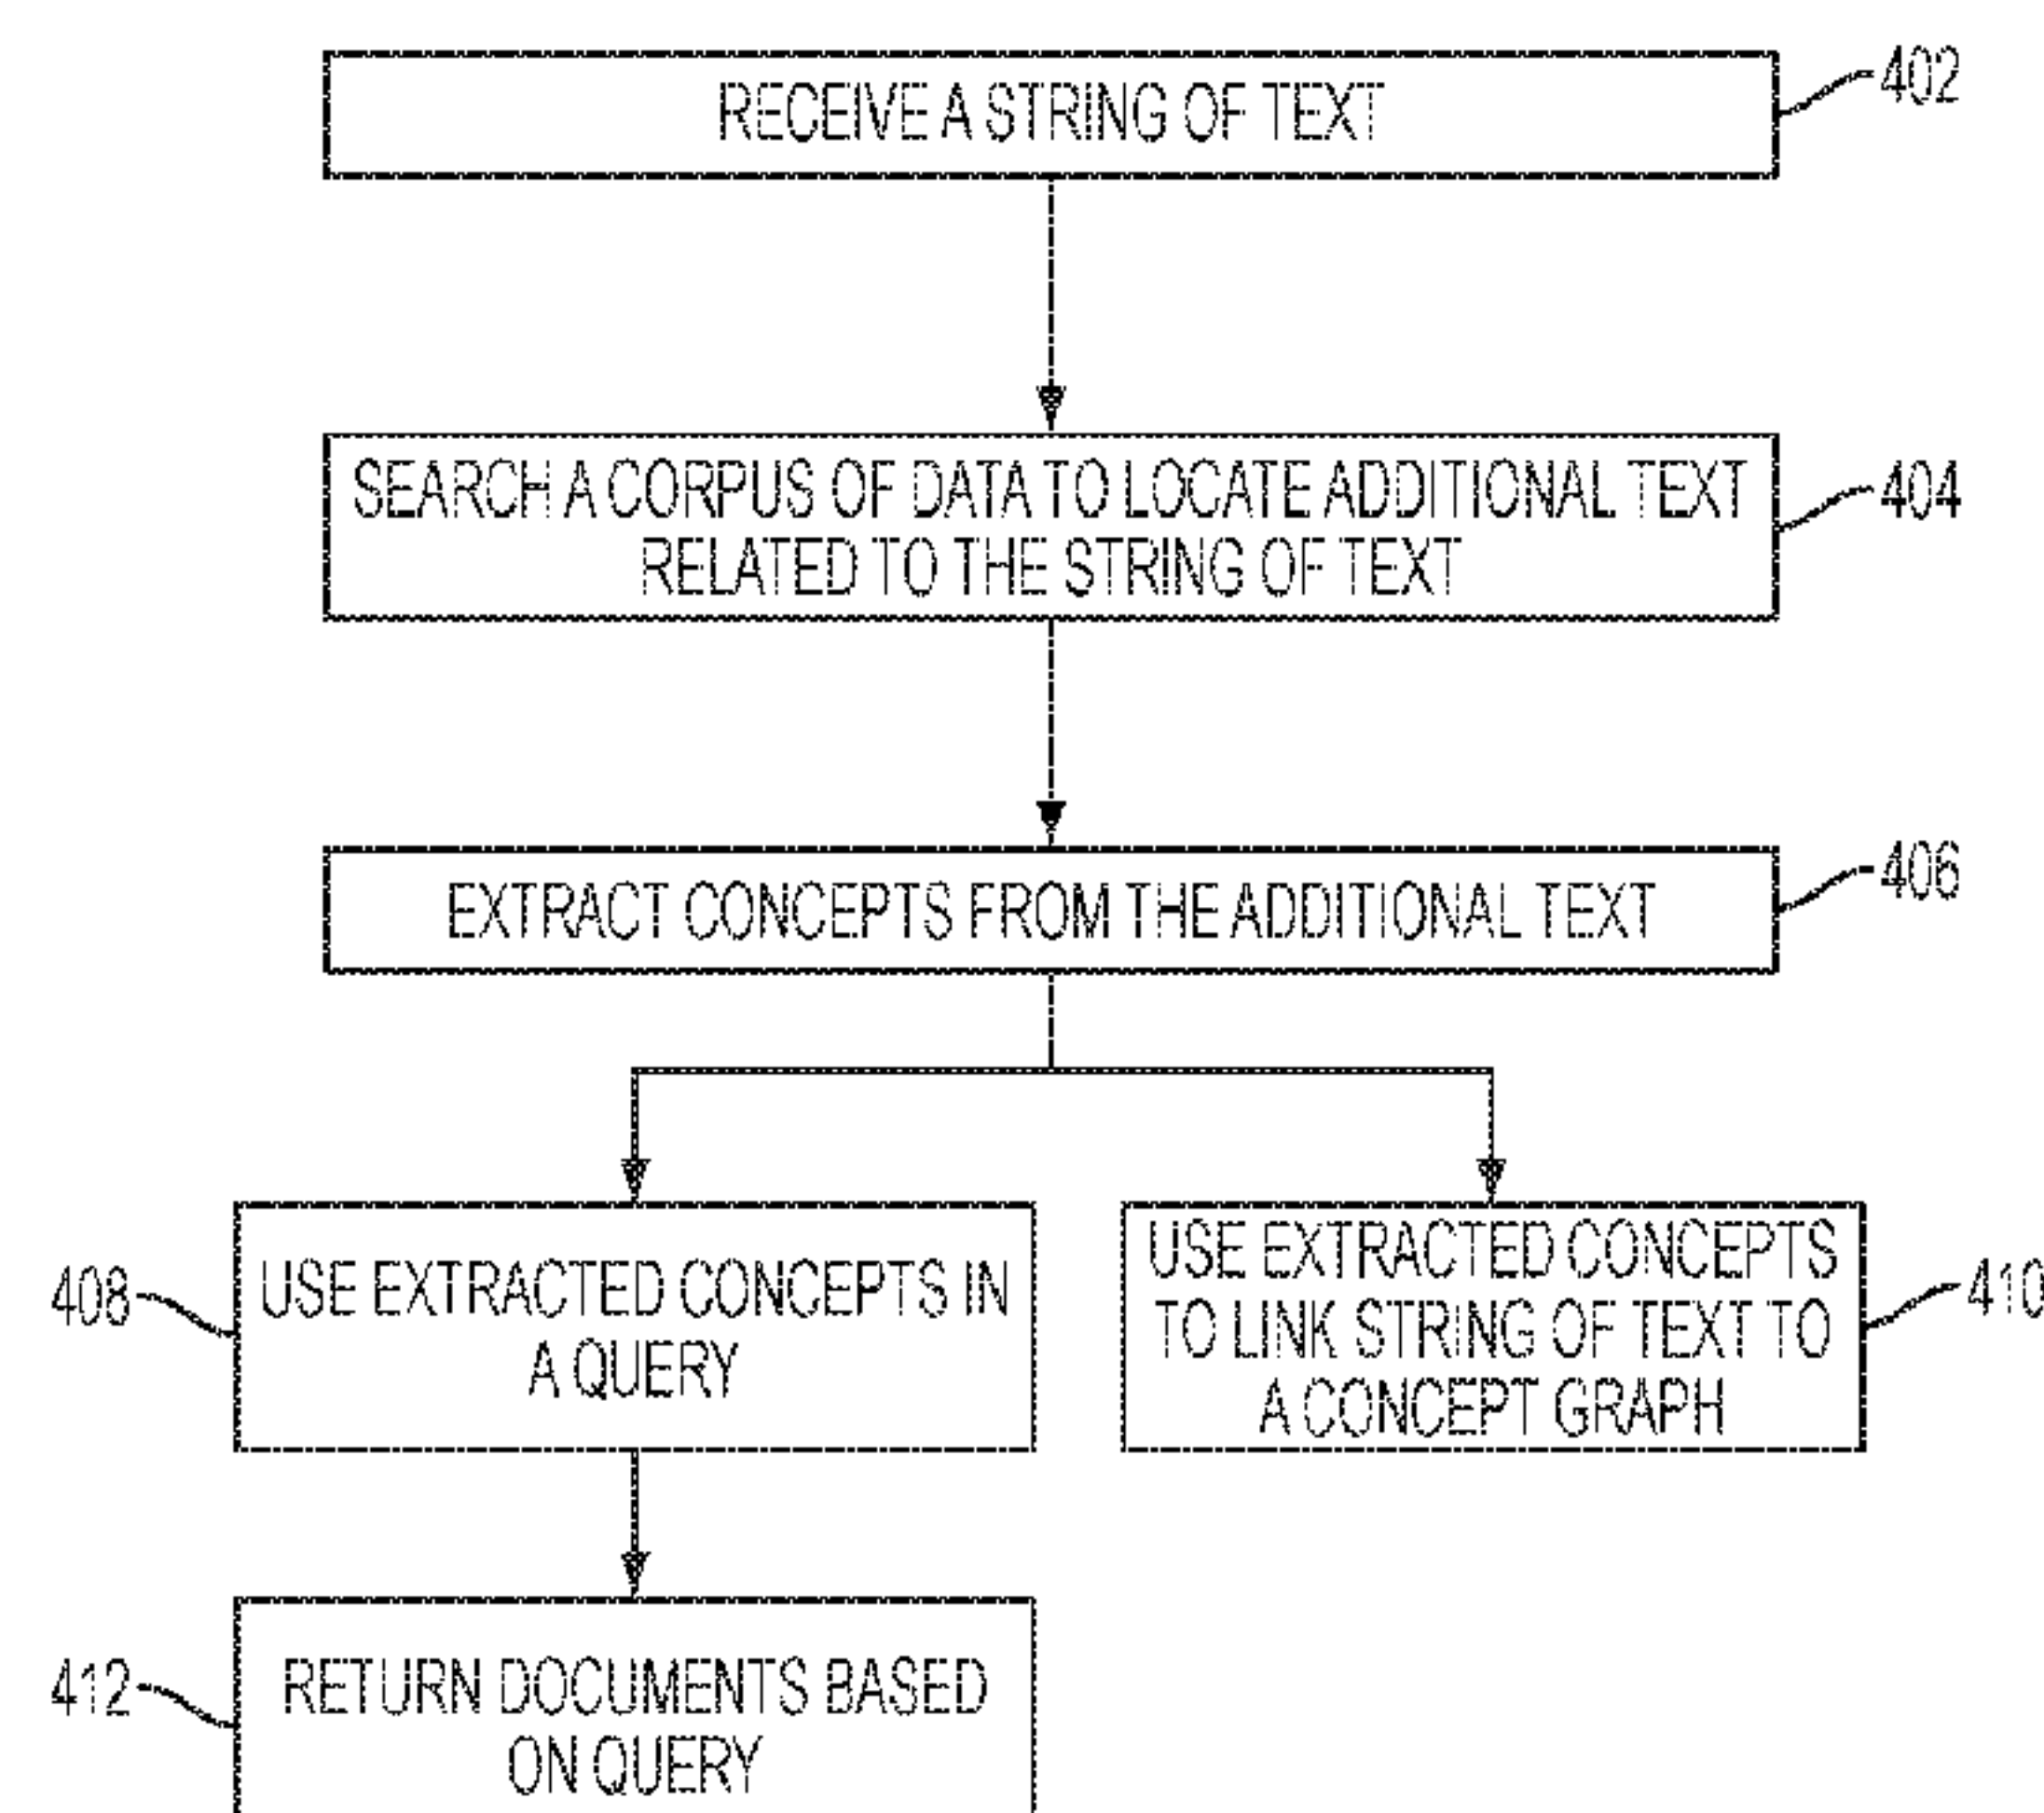 RECEIVE A STRING OF TEXT
402
SEARCH A CORPUS OF DATA TO LOCATE ADDITIONAL TEXT
RELATED TO THE STRING OF TEXT
404
EXTRACT CONCEPTS FROM THE ADDITIONAL TEXT
406
408
USE EXTRACTED CONCEPTS IN
A QUERY
USE EXTRACTED CONCEPTS
TO LINK STRING OF TEXT TO
A CONCEPT GRAPH
410
412
RETURN DOCUMENTS BASED
ON QUERY